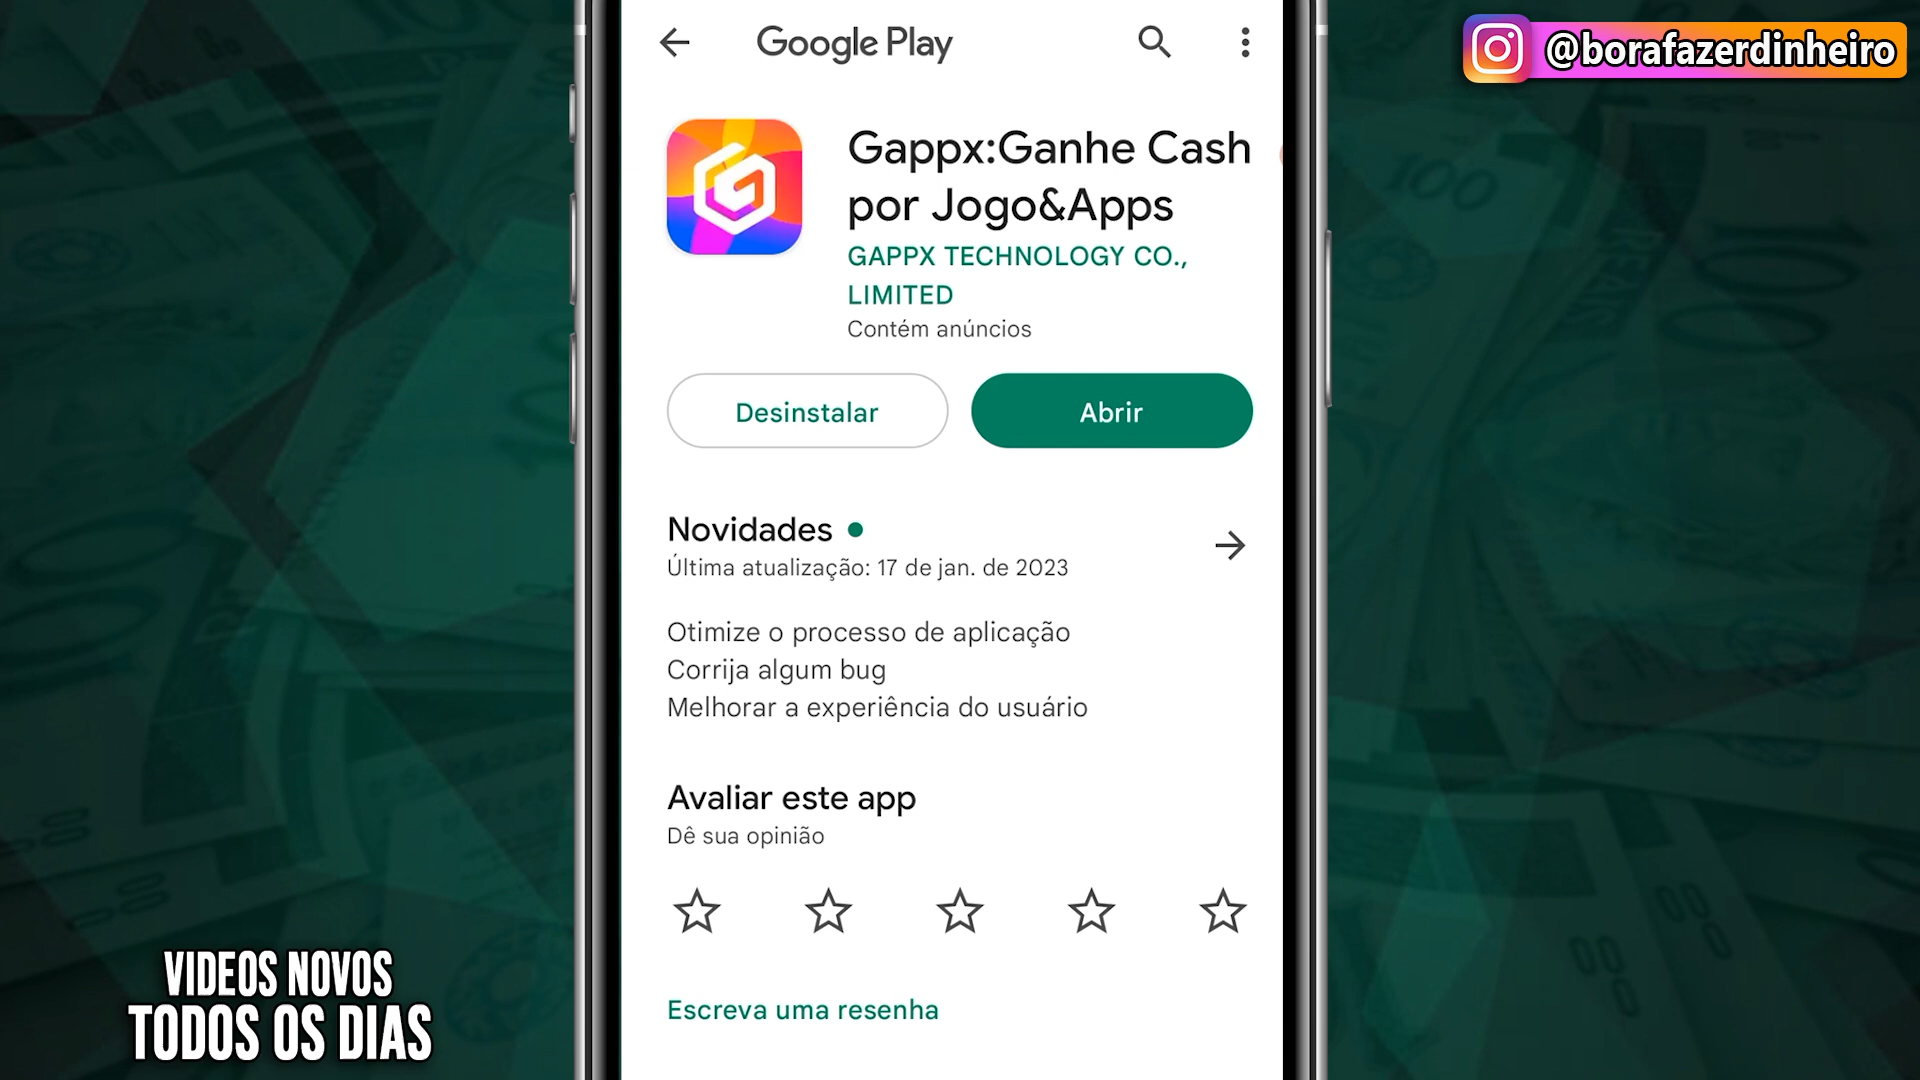 Google Play
@borafazerdinheiro
Gappx:Ganhe Cash
por Jogo&Apps
GAPPX TECHNOLOGY CO.,
LIMITED
Contém anúncios
Desinstalar
Abrir
Novidades
Última atualização: 17 de jan. de 2023
Otimize o processo de aplicação
Corrija algum bug
Melhorar a experiência do usuário
Avaliar este app
Dê sua opinião
Escreva uma resenha
VIDEOS NOVOS
TODOS OS DIAS
100